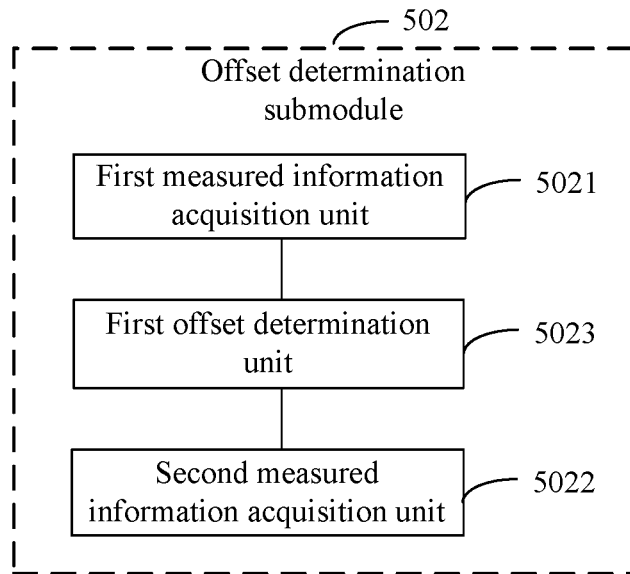 502
Offset determination
submodule
First measured information
acquisition unit
5021
First offset determination
unit
5023
Second measured
information acquisition unit
5022